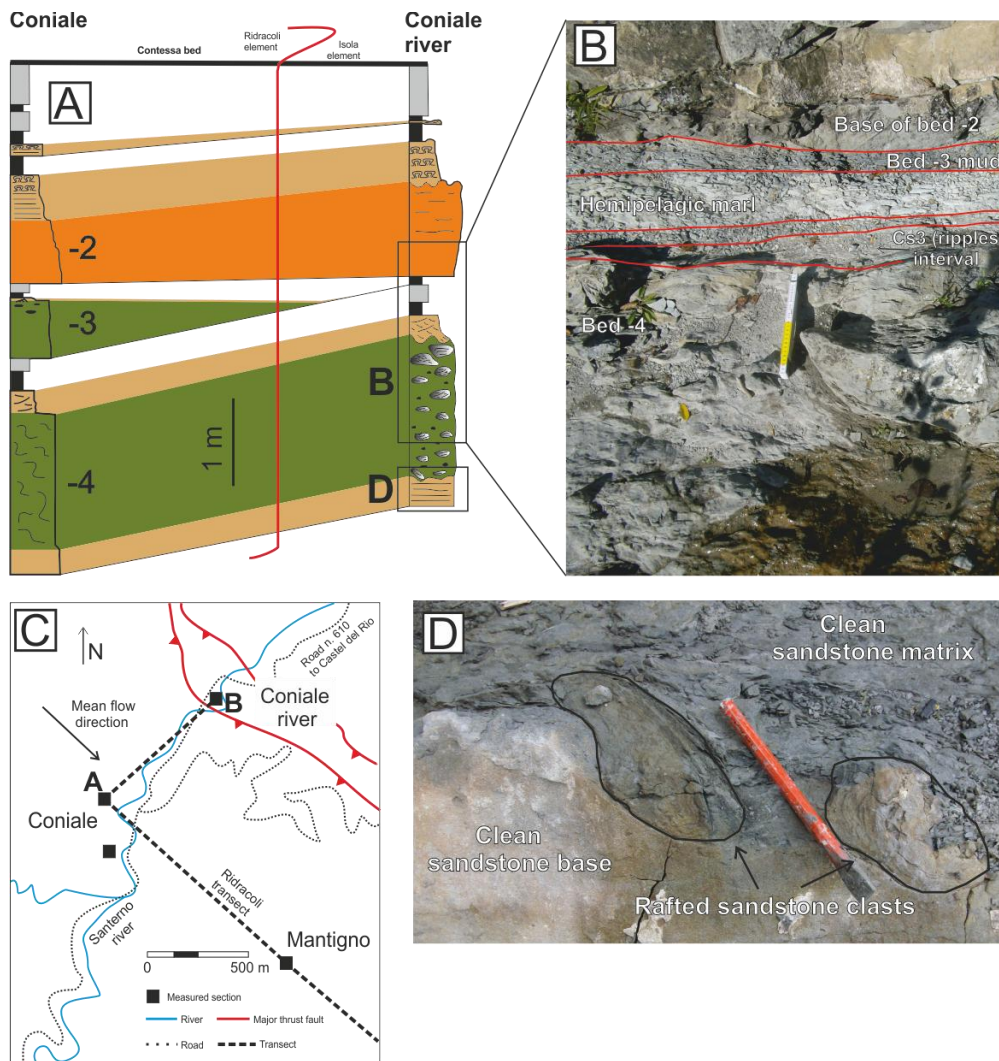 Coniale
Coniale
river
Contessa bed
Ridracoli
element
Isola
element
A
-2
-3
-4
1 m
B
D
B
Base of bed -2
Bed -3 mud
Hemipelagic marl
Cs3 (ripples)
interval
Bed -4
C
N
Mean flow
direction
A
Coniale
B
Coniale
river
Road n. 610
to Castel del Rio
Santerno
river
Ridracoli
transect
Mantigno
0
500 m
Measured section
River
Major thrust fault
Road
Transect
D
Clean
sandstone matrix
Clean
sandstone base
Rafted sandstone clasts